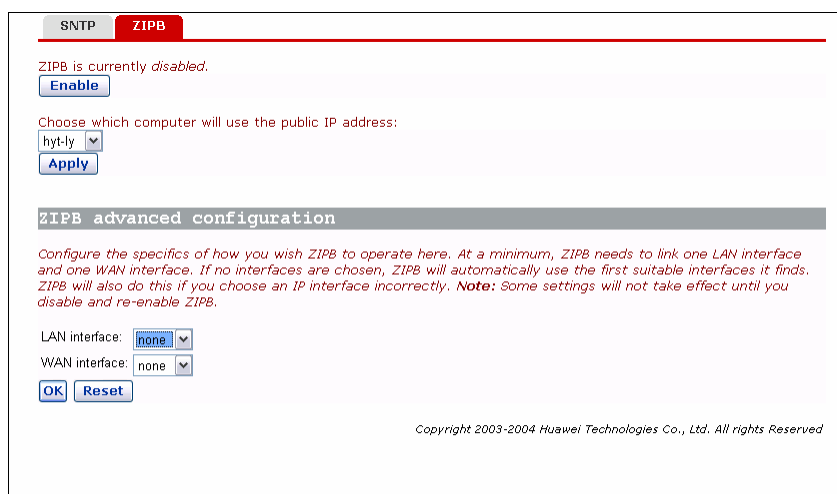 SNTP ZIPB
ZIPB is currently disabled.
Enable
Choose which computer will use the public IP address:
hyt-ly
Apply
ZIPB advanced configuration
Configure the specifics of how you wish ZIPB to operate here. At a minimum, ZIPB needs to link one LAN interface
and one WAN interface. If no interfaces are chosen, ZIPB will automatically use the first suitable interfaces it finds.
ZIPB will also do this if you choose an IP interface incorrectly. Note: Some settings will not take effect until you
disable and re-enable ZIPB.
LAN interface: none
WAN interface: none
OK Reset
Copyright 2003-2004 Huawei Technologies Co., Ltd. All rights Reserved